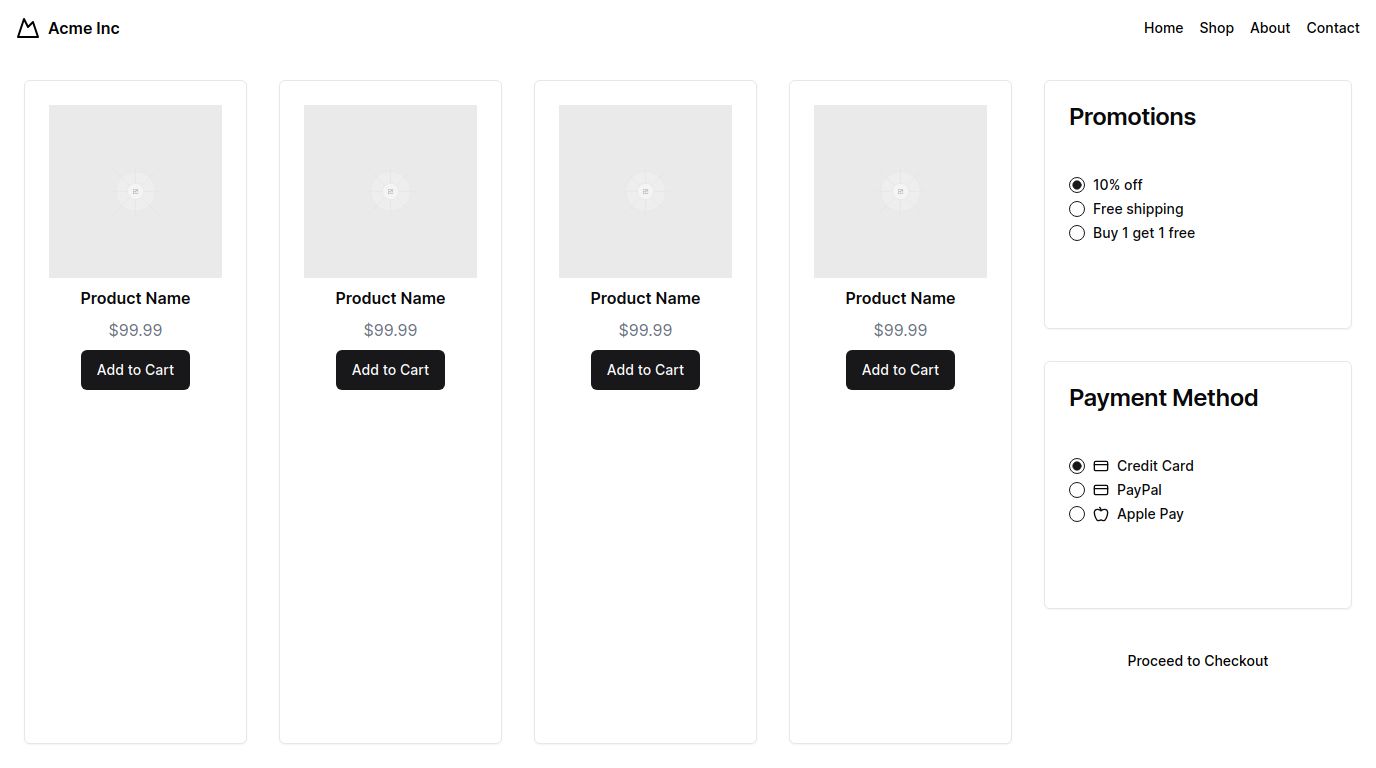 Acme Inc
Home Shop About Contact
Product Name
$99.99
Add to Cart
Product Name
$99.99
Add to Cart
Product Name
$99.99
Add to Cart
Product Name
$99.99
Add to Cart
Promotions
10% off
Free shipping
Buy 1 get 1 free
Payment Method
Credit Card
PayPal
Apple Pay
Proceed to Checkout